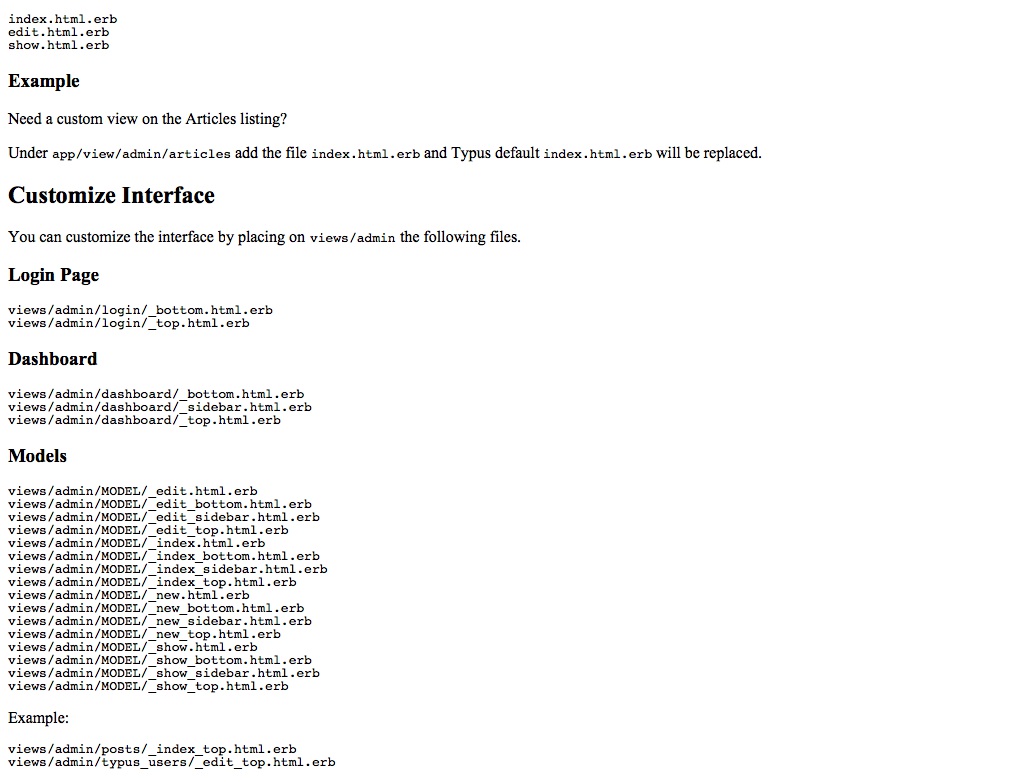 index.html.erb
edit.html.erb
show.html.erb
Example
Need a custom view on the Articles listing?
Under app/view/admin/articles add the file index.html.erb and Typus default index.html.erb will be replaced.
Customize Interface
You can customize the interface by placing on views/admin the following files.
Login Page
views/admin/login/_bottom.html.erb
views/admin/login/_top.html.erb
Dashboard
views/admin/dashboard/_bottom.html.erb
views/admin/dashboard/_sidebar.html.erb
views/admin/dashboard/_top.html.erb
Models
views/admin/MODEL/_edit.html.erb
views/admin/MODEL/_edit_bottom.html.erb
views/admin/MODEL/_edit_sidebar.html.erb
views/admin/MODEL/_edit_top.html.erb
views/admin/MODEL/_index.html.erb
views/admin/MODEL/_index_bottom.html.erb
views/admin/MODEL/_index_sidebar.html.erb
views/admin/MODEL/_index_top.html.erb
views/admin/MODEL/_new.html.erb
views/admin/MODEL/_new_bottom.html.erb
views/admin/MODEL/_new_sidebar.html.erb
views/admin/MODEL/_new_top.html.erb
views/admin/MODEL/_show.html.erb
views/admin/MODEL/_show_bottom.html.erb
views/admin/MODEL/_show_sidebar.html.erb
views/admin/MODEL/_show_top.html.erb
Example:
views/admin/posts/_index_top.html.erb
views/admin/typus_users/_edit_top.html.erb